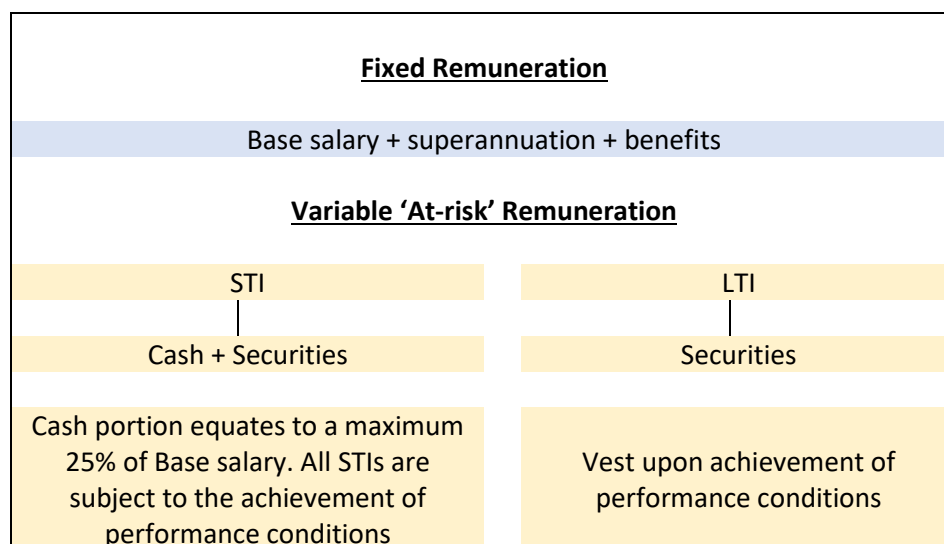 Fixed Remuneration
Base salary + superannuation + benefits
Variable ‘At-risk’ Remuneration
STI
LTI
Cash + Securities
Securities
Cash portion equates to a maximum
25% of Base salary. All STIs are
subject to the achievement of
performance conditions
Vest upon achievement of
performance conditions